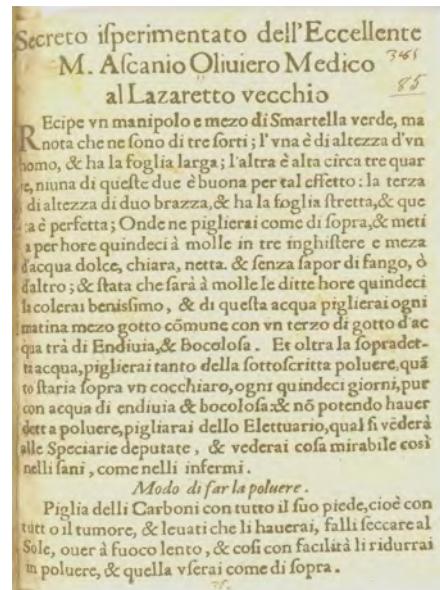 Secreto iſperimentato dell'Eccellente
M. Aſcanio Oliuiero Medico
al Lazaretto vecchio
85
REcipe vn manipolo e mezo di Smartella verde, ma
nota che ne ſono di tre ſorti; l'vna è di altezza d'vn
homo, & ha la foglia larga; l'altra è alta circa tre quar
te, niuna di queſte due è buona per tal effetto: la terza
di altezza di duo brazza, & ha la foglia ſtretta, & que
ta è perfetta; Onde ne piglierai come di ſopra, & meti
a per hore quindeci à molle in tre inghiſtere e meza
d'acqua dolce, chiara, netta. & ſenza ſapor di fango, ò
d'altro; & ſtata che ſarà à molle le ditte hore quindeci
la colerai beniſſimo, & di queſta acqua piglierai ogni
matina mezo gotto cōmune con vn terzo di gotto d'ac
qua trà di Endiuia, & Bocoloſa. Et oltra la ſopradet-
ta acqua, piglierai tanto della ſottoſcritta poluere, quā
to ſtaria ſopra vn cocchiaro, ogni quindeci giorni, pur
con acqua di endiuia & bocoloſa: & nō potendo hauer
dett a poluere, pigliarai dello Elettuario, qual ſi vēderà
alle Speciarie deputate, & vederai coſa mirabile così
nelli ſani, come nelli infermi.
Modo di far la poluere.
Piglia delli Carboni con tutto il ſuo piede, cioè con
tutt o il tumore, & leuati che li hauerai, falli ſeccare al
Sole, ouer à fuoco lento, & coſi con facilità li ridurrai
in poluere, & quella vſerai come di ſopra.